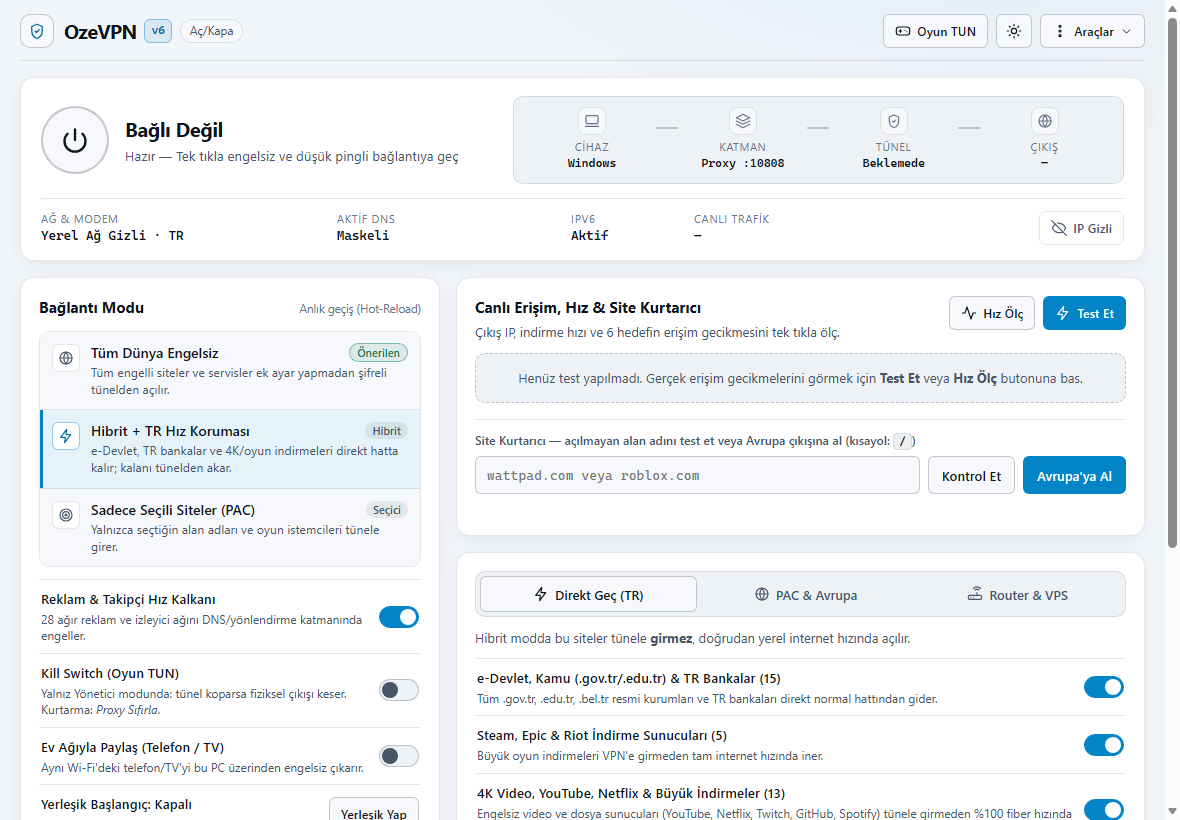 OzeVPN v6 Aç/Kapa
Oyun TUN
Araçlar
Bağlı Değil
Hazır — Tek tıkla engelsiz ve düşük pingli bağlantıya geç
CİHAZ
Windows
KATMAN
Proxy :10808
TÜNEL
Beklemede
ÇIKIŞ
—
AĞ & MODEM
Yerel Ağ Gizli · TR
AKTİF DNS
Maskeli
IPV6
Aktif
CANLI TRAFİK
—
IP Gizli
Bağlantı Modu
Anlık geçiş (Hot-Reload)
Tüm Dünya Engelsiz
Önerilen
Tüm engelli siteler ve servisler ek ayar yapmadan şifreli
tünelden açılır.
Hibrit + TR Hız Koruması
Hibrit
e-Devlet, TR bankalar ve 4K/oyun indirmeleri direkt hatta
kalır; kalanı tünelden akar.
Sadece Seçili Siteler (PAC)
Seçici
Yalnızca seçtiğin alan adları ve oyun istemcileri tünele
girer.
Reklam & Takipçi Hız Kalkanı
28 ağır reklam ve izleyici ağını DNS/yönlendirme katmanında
engeller.
Kill Switch (Oyun TUN)
Yalnız Yönetici modunda: tünel koparsa fiziksel çıkışı keser.
Kurtarma: Proxy Sıfırla.
Ev Ağıyla Paylaş (Telefon / TV)
Aynı Wi-Fi'deki telefon/TV'yi bu PC üzerinden engelsiz çıkarır.
Yerleşik Başlangıç: Kapalı
Yerleşik Yap
Canlı Erişim, Hız & Site Kurtarıcı
Çıkış IP, indirme hızı ve 6 hedefin erişim gecikmesini tek tıkla ölç.
Hız Ölç
Test Et
Henüz test yapılmadı. Gerçek erişim gecikmelerini görmek için Test Et veya Hız Ölç butonuna bas.
Site Kurtarıcı — açılmayan alan adını test et veya Avrupa çıkışına al (kısayol: / )
wattpad.com veya roblox.com
Kontrol Et
Avrupa'ya Al
Direkt Geç (TR)
PAC & Avrupa
Router & VPS
Hibrit modda bu siteler tünele girmez, doğrudan yerel internet hızında açılır.
e-Devlet, Kamu (.gov.tr/.edu.tr) & TR Bankalar (15)
Tüm .gov.tr, .edu.tr, .bel.tr resmi kurumları ve TR bankaları direkt normal hattından gider.
Steam, Epic & Riot İndirme Sunucuları (5)
Büyük oyun indirmeleri VPN'e girmeden tam internet hızında iner.
4K Video, YouTube, Netflix & Büyük İndirmeler (13)
Engelsiz video ve dosya sunucuları (YouTube, Netflix, Twitch, GitHub, Spotify) tünele girmeden %100 fiber hızında